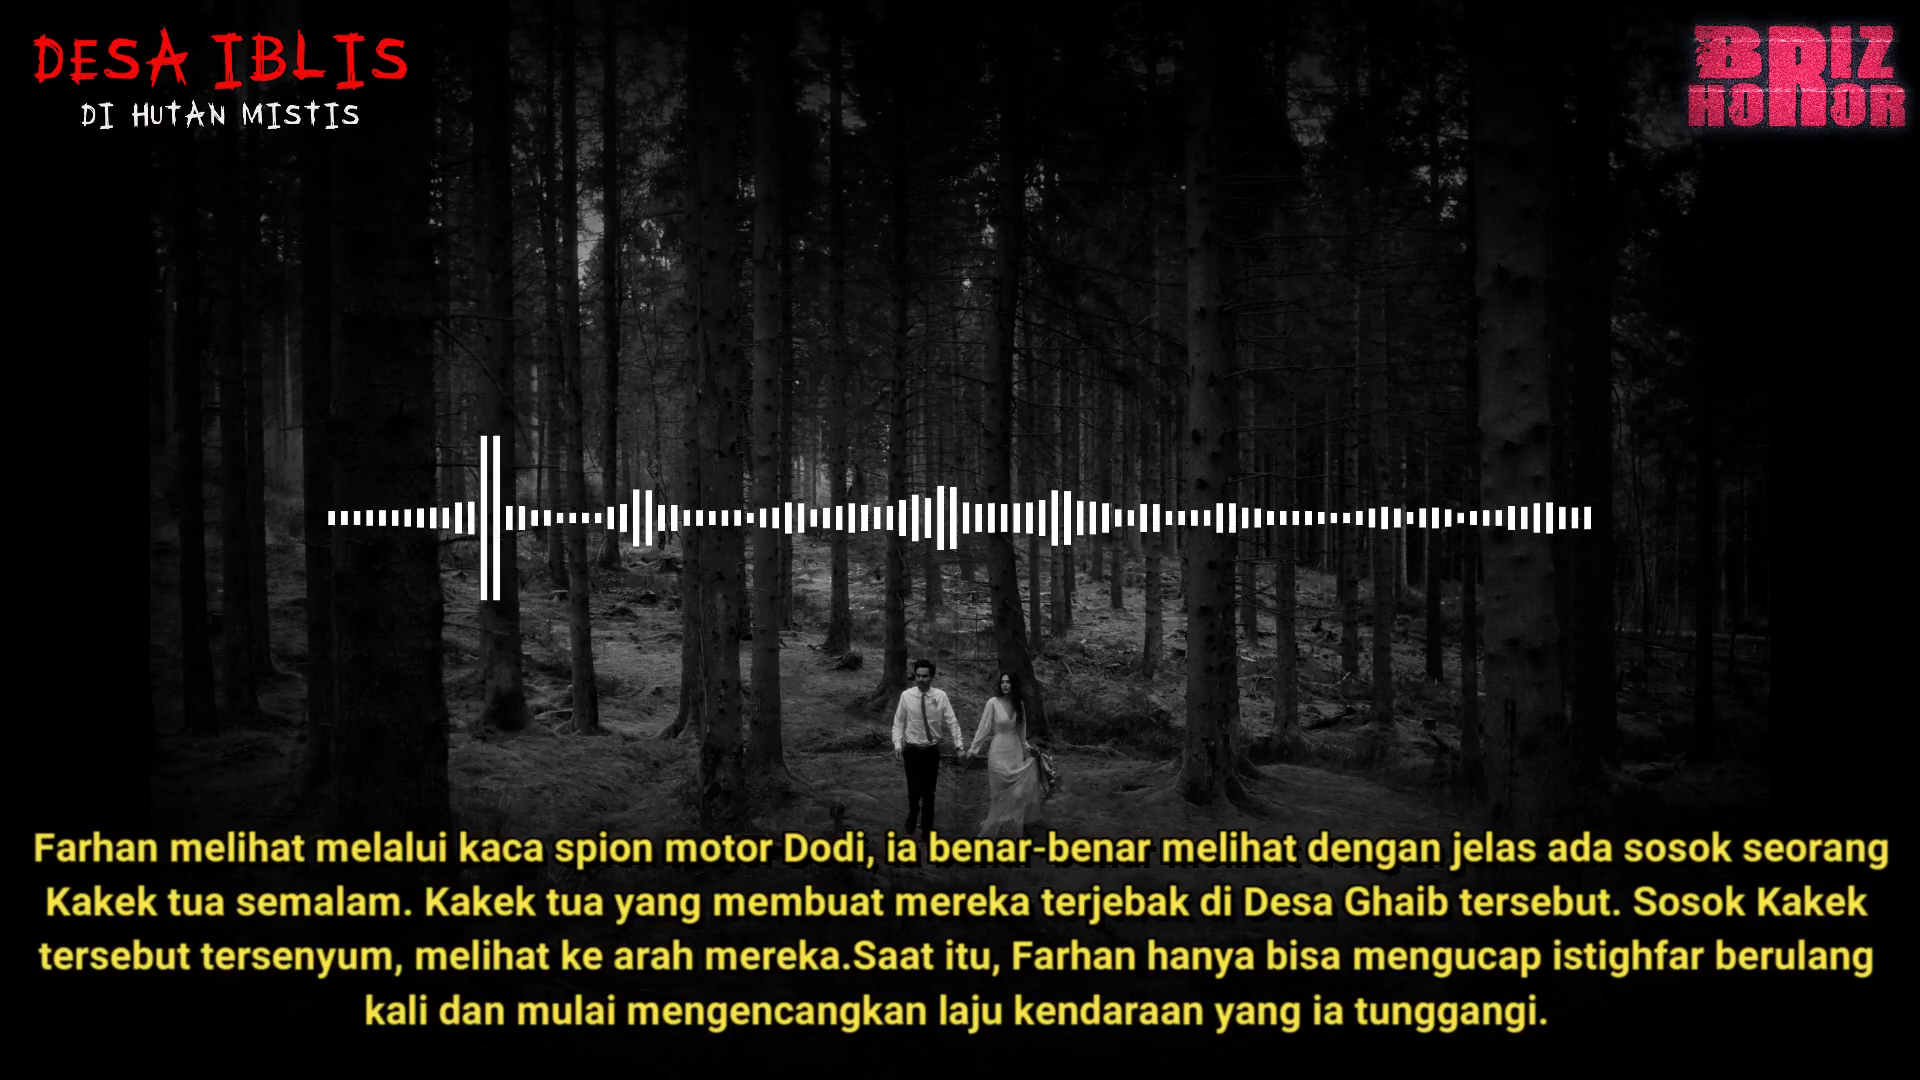 DESA IBLIS
DI HUTAN MISTIS
BRIZ
HORROR
Farhan melihat melalui kaca spion motor Dodi, ia benar-benar melihat dengan jelas ada sosok seorang
Kakek tua semalam. Kakek tua yang membuat mereka terjebak di Desa Ghaib tersebut. Sosok Kakek
tersebut tersenyum, melihat ke arah mereka.Saat itu, Farhan hanya bisa mengucap istighfar berulang
kali dan mulai mengencangkan laju kendaraan yang ia tunggangi.